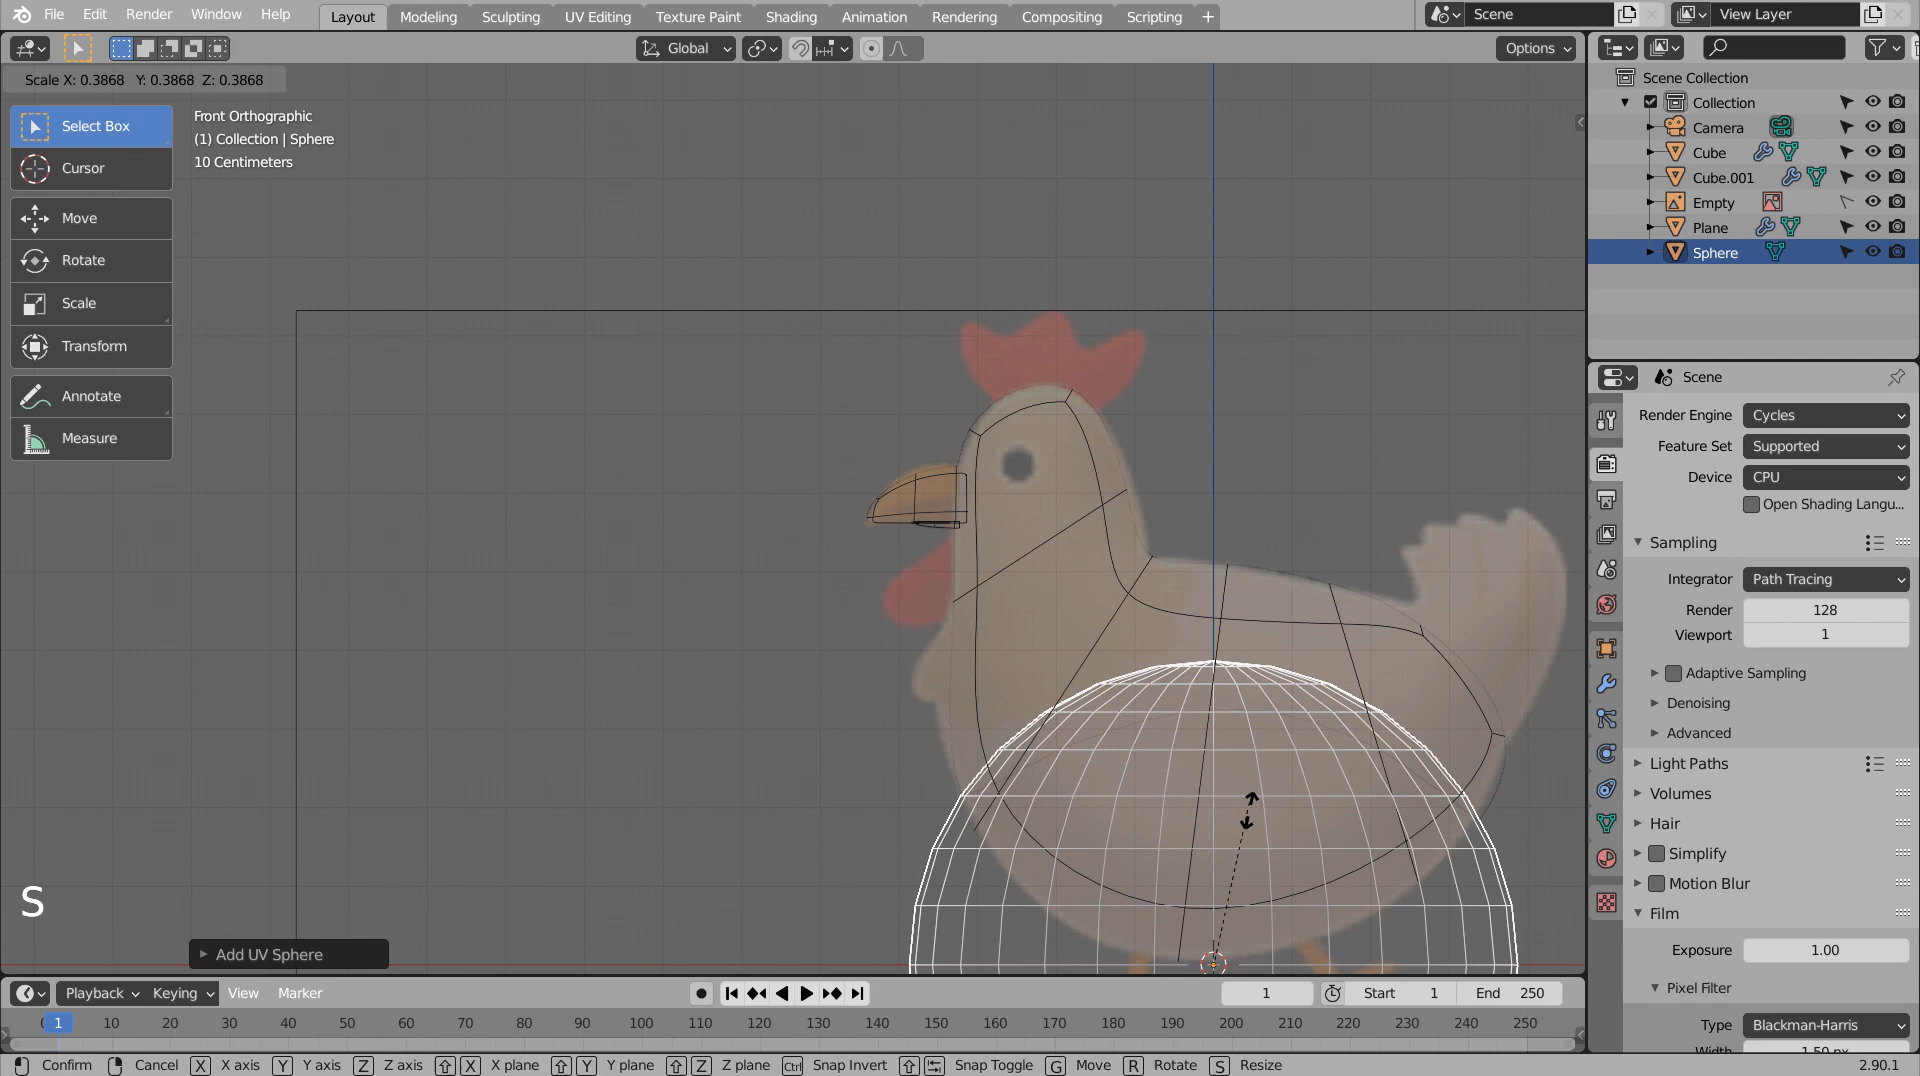 File Edit Render Window Help Layout Modeling Sculpting UV Editing Texture Paint Shading Animation Rendering Compositing Scripting + Scene View Layer
Global Options
Scale X: 0.3868 Y: 0.3868 Z: 0.3868
Select Box
Cursor
Move
Rotate
Scale
Transform
Annotate
Measure
Front Orthographic
(1) Collection | Sphere
10 Centimeters
S
Add UV Sphere
Scene Collection
Collection
Camera
Cube
Cube.001
Empty
Plane
Sphere
Scene
Render Engine Cycles
Feature Set Supported
Device CPU
Open Shading Langu...
Sampling
Integrator Path Tracing
Render 128
Viewport 1
Adaptive Sampling
Denoising
Advanced
Light Paths
Volumes
Hair
Simplify
Motion Blur
Film
Exposure 1.00
Pixel Filter
Type Blackman-Harris
Width 1.50 px
Playback Keying View Marker 1 Start 1 End 250
1 10 20 30 40 50 60 70 80 90 100 110 120 130 140 150 160 170 180 190 200 210 220 230 240 250
Confirm Cancel X X axis Y Y axis Z Z axis X X plane Y Y plane Z Z plane Ctrl Snap Invert Snap Toggle G Move R Rotate S Resize 2.90.1